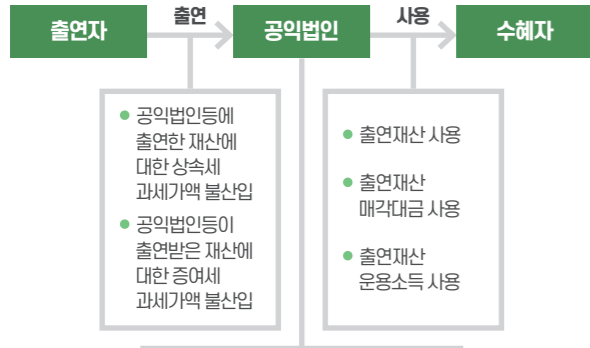 출연자
출연
공익법인
사용
수혜자
● 공익법인등에
출연한 재산에
대한 상속세
과세가액 불산입
● 공익법인등이
출연받은 재산에
대한 증여세
과세가액 불산입
● 출연재산 사용
● 출연재산
매각대금 사용
● 출연재산
운용소득 사용